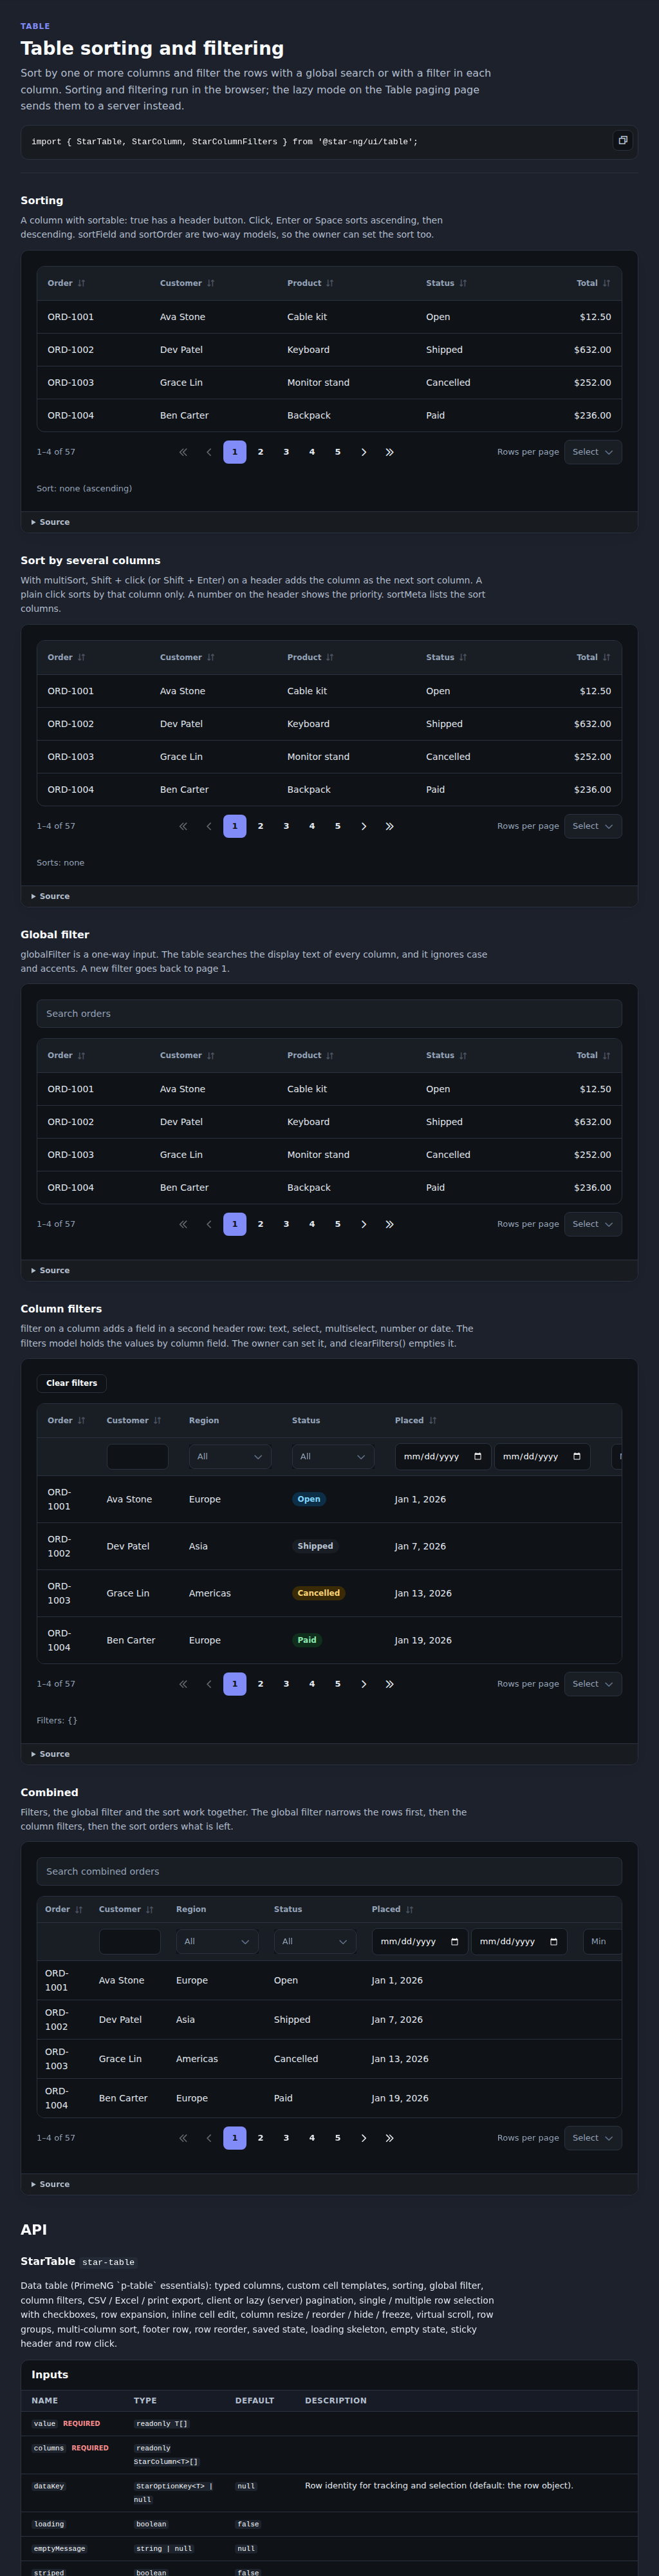 TABLE
Table sorting and filtering
Sort by one or more columns and filter the rows with a global search or with a filter in each
column. Sorting and filtering run in the browser; the lazy mode on the Table paging page
sends them to a server instead.
import { StarTable, StarColumn, StarColumnFilters } from '@star-ng/ui/table';
Sorting
A column with sortable: true has a header button. Click, Enter or Space sorts ascending, then
descending. sortField and sortOrder are two-way models, so the owner can set the sort too.
Order Customer Product Status Total
ORD-1001 Ava Stone Cable kit Open $12.50
ORD-1002 Dev Patel Keyboard Shipped $632.00
ORD-1003 Grace Lin Monitor stand Cancelled $252.00
ORD-1004 Ben Carter Backpack Paid $236.00
1–4 of 57 1 2 3 4 5 Rows per page Select
Sort: none (ascending)
Source
Sort by several columns
With multiSort, Shift + click (or Shift + Enter) on a header adds the column as the next sort column. A
plain click sorts by that column only. A number on the header shows the priority. sortMeta lists the sort
columns.
Order Customer Product Status Total
ORD-1001 Ava Stone Cable kit Open $12.50
ORD-1002 Dev Patel Keyboard Shipped $632.00
ORD-1003 Grace Lin Monitor stand Cancelled $252.00
ORD-1004 Ben Carter Backpack Paid $236.00
1–4 of 57 1 2 3 4 5 Rows per page Select
Sorts: none
Source
Global filter
globalFilter is a one-way input. The table searches the display text of every column, and it ignores case
and accents. A new filter goes back to page 1.
Search orders
Order Customer Product Status Total
ORD-1001 Ava Stone Cable kit Open $12.50
ORD-1002 Dev Patel Keyboard Shipped $632.00
ORD-1003 Grace Lin Monitor stand Cancelled $252.00
ORD-1004 Ben Carter Backpack Paid $236.00
1–4 of 57 1 2 3 4 5 Rows per page Select
Source
Column filters
filter on a column adds a field in a second header row: text, select, multiselect, number or date. The
filters model holds the values by column field. The owner can set it, and clearFilters() empties it.
Clear filters
Order Customer Region Status Placed
All All mm/dd/yyyy mm/dd/yyyy
ORD-
1001 Ava Stone Europe Open Jan 1, 2026
ORD-
1002 Dev Patel Asia Shipped Jan 7, 2026
ORD-
1003 Grace Lin Americas Cancelled Jan 13, 2026
ORD-
1004 Ben Carter Europe Paid Jan 19, 2026
1–4 of 57 1 2 3 4 5 Rows per page Select
Filters: {}
Source
Combined
Filters, the global filter and the sort work together. The global filter narrows the rows first, then the
column filters, then the sort orders what is left.
Search combined orders
Order Customer Region Status Placed
All All mm/dd/yyyy mm/dd/yyyy Min
ORD-
1001 Ava Stone Europe Open Jan 1, 2026
ORD-
1002 Dev Patel Asia Shipped Jan 7, 2026
ORD-
1003 Grace Lin Americas Cancelled Jan 13, 2026
ORD-
1004 Ben Carter Europe Paid Jan 19, 2026
1–4 of 57 1 2 3 4 5 Rows per page Select
Source
API
StarTable star-table
Data table (PrimeNG `p-table` essentials): typed columns, custom cell templates, sorting, global filter,
column filters, CSV / Excel / print export, client or lazy (server) pagination, single / multiple row selection
with checkboxes, row expansion, inline cell edit, column resize / reorder / hide / freeze, virtual scroll, row
groups, multi-column sort, footer row, row reorder, saved state, loading skeleton, empty state, sticky
header and row click.
Inputs
NAME TYPE DEFAULT DESCRIPTION
value REQUIRED readonly T[]
columns REQUIRED readonly
StarColumn<T>[]
dataKey StarOptionKey<T> | null Row identity for tracking and selection (default: the row object).
null
loading boolean false
emptyMessage string | null null
striped boolean false